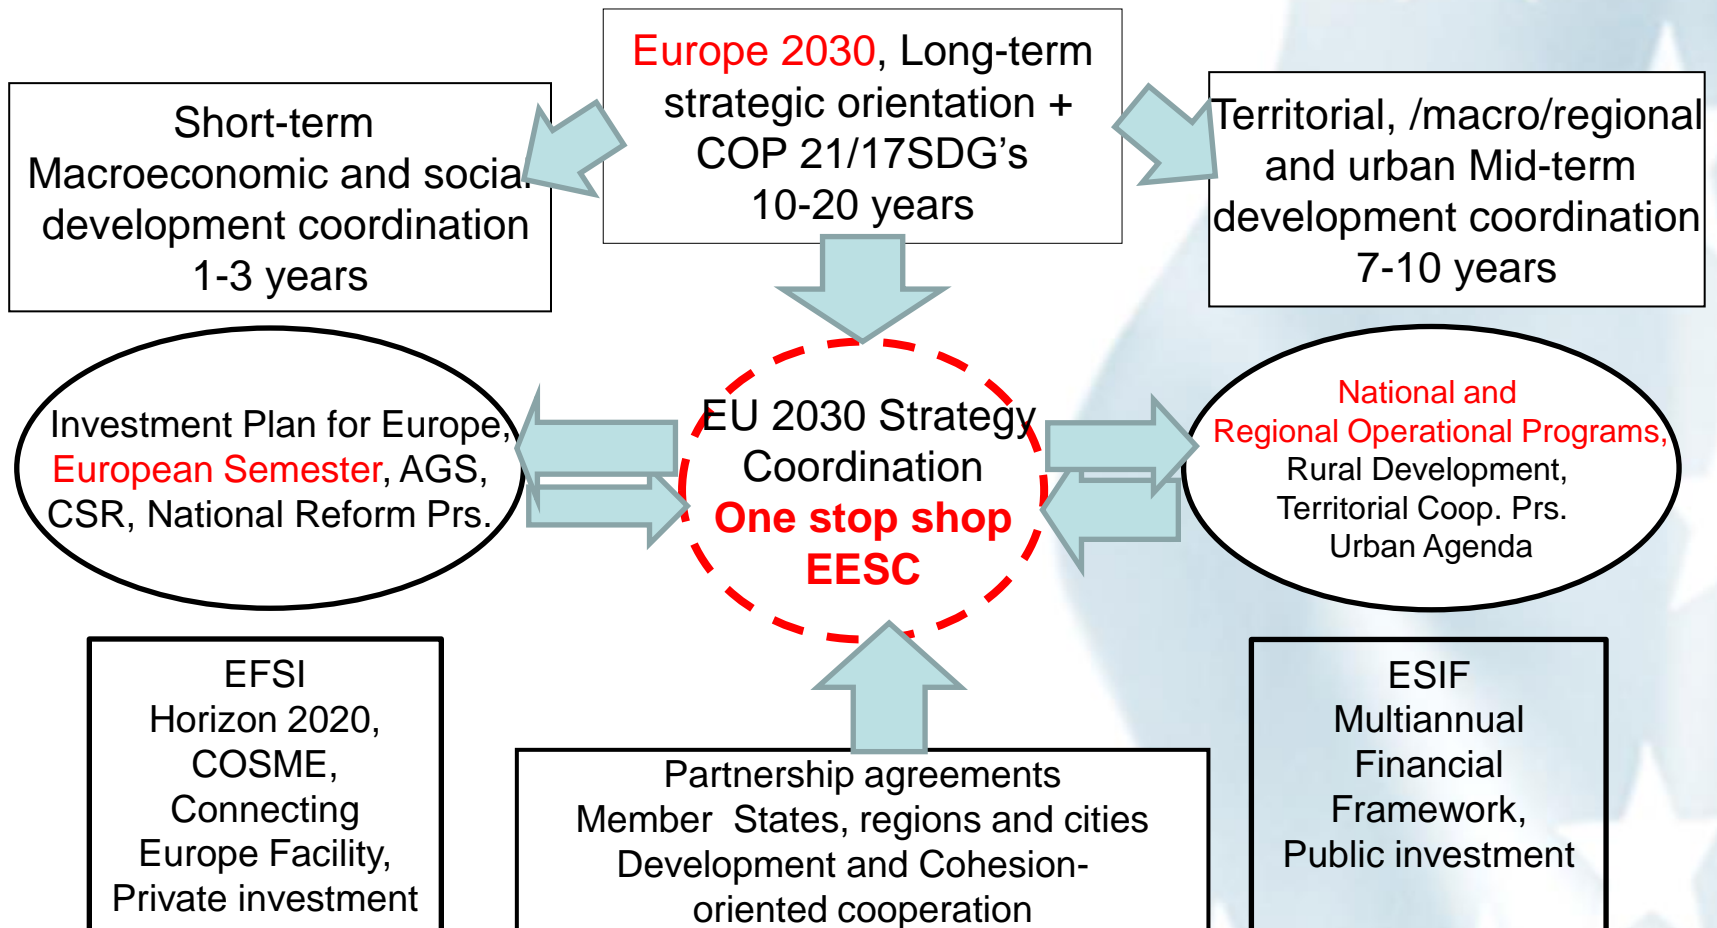 Europe 2030, Long-term
strategic orientation +
COP 21/17SDG's
10-20 years
Short-term
Macroeconomic and social
development coordination
1-3 years
Territorial, /macro/regional
and urban Mid-term
development coordination
7-10 years
Investment Plan for Europe,
European Semester, AGS,
CSR, National Reform Prs.
EU 2030 Strategy
Coordination
One stop shop
EESC
National and
Regional Operational Programs,
Rural Development,
Territorial Coop. Prs.
Urban Agenda
EFSI
Horizon 2020,
COSME,
Connecting
Europe Facility,
Private investment
Partnership agreements
Member States, regions and cities
Development and Cohesion-
oriented cooperation
ESIF
Multiannual
Financial
Framework,
Public investment